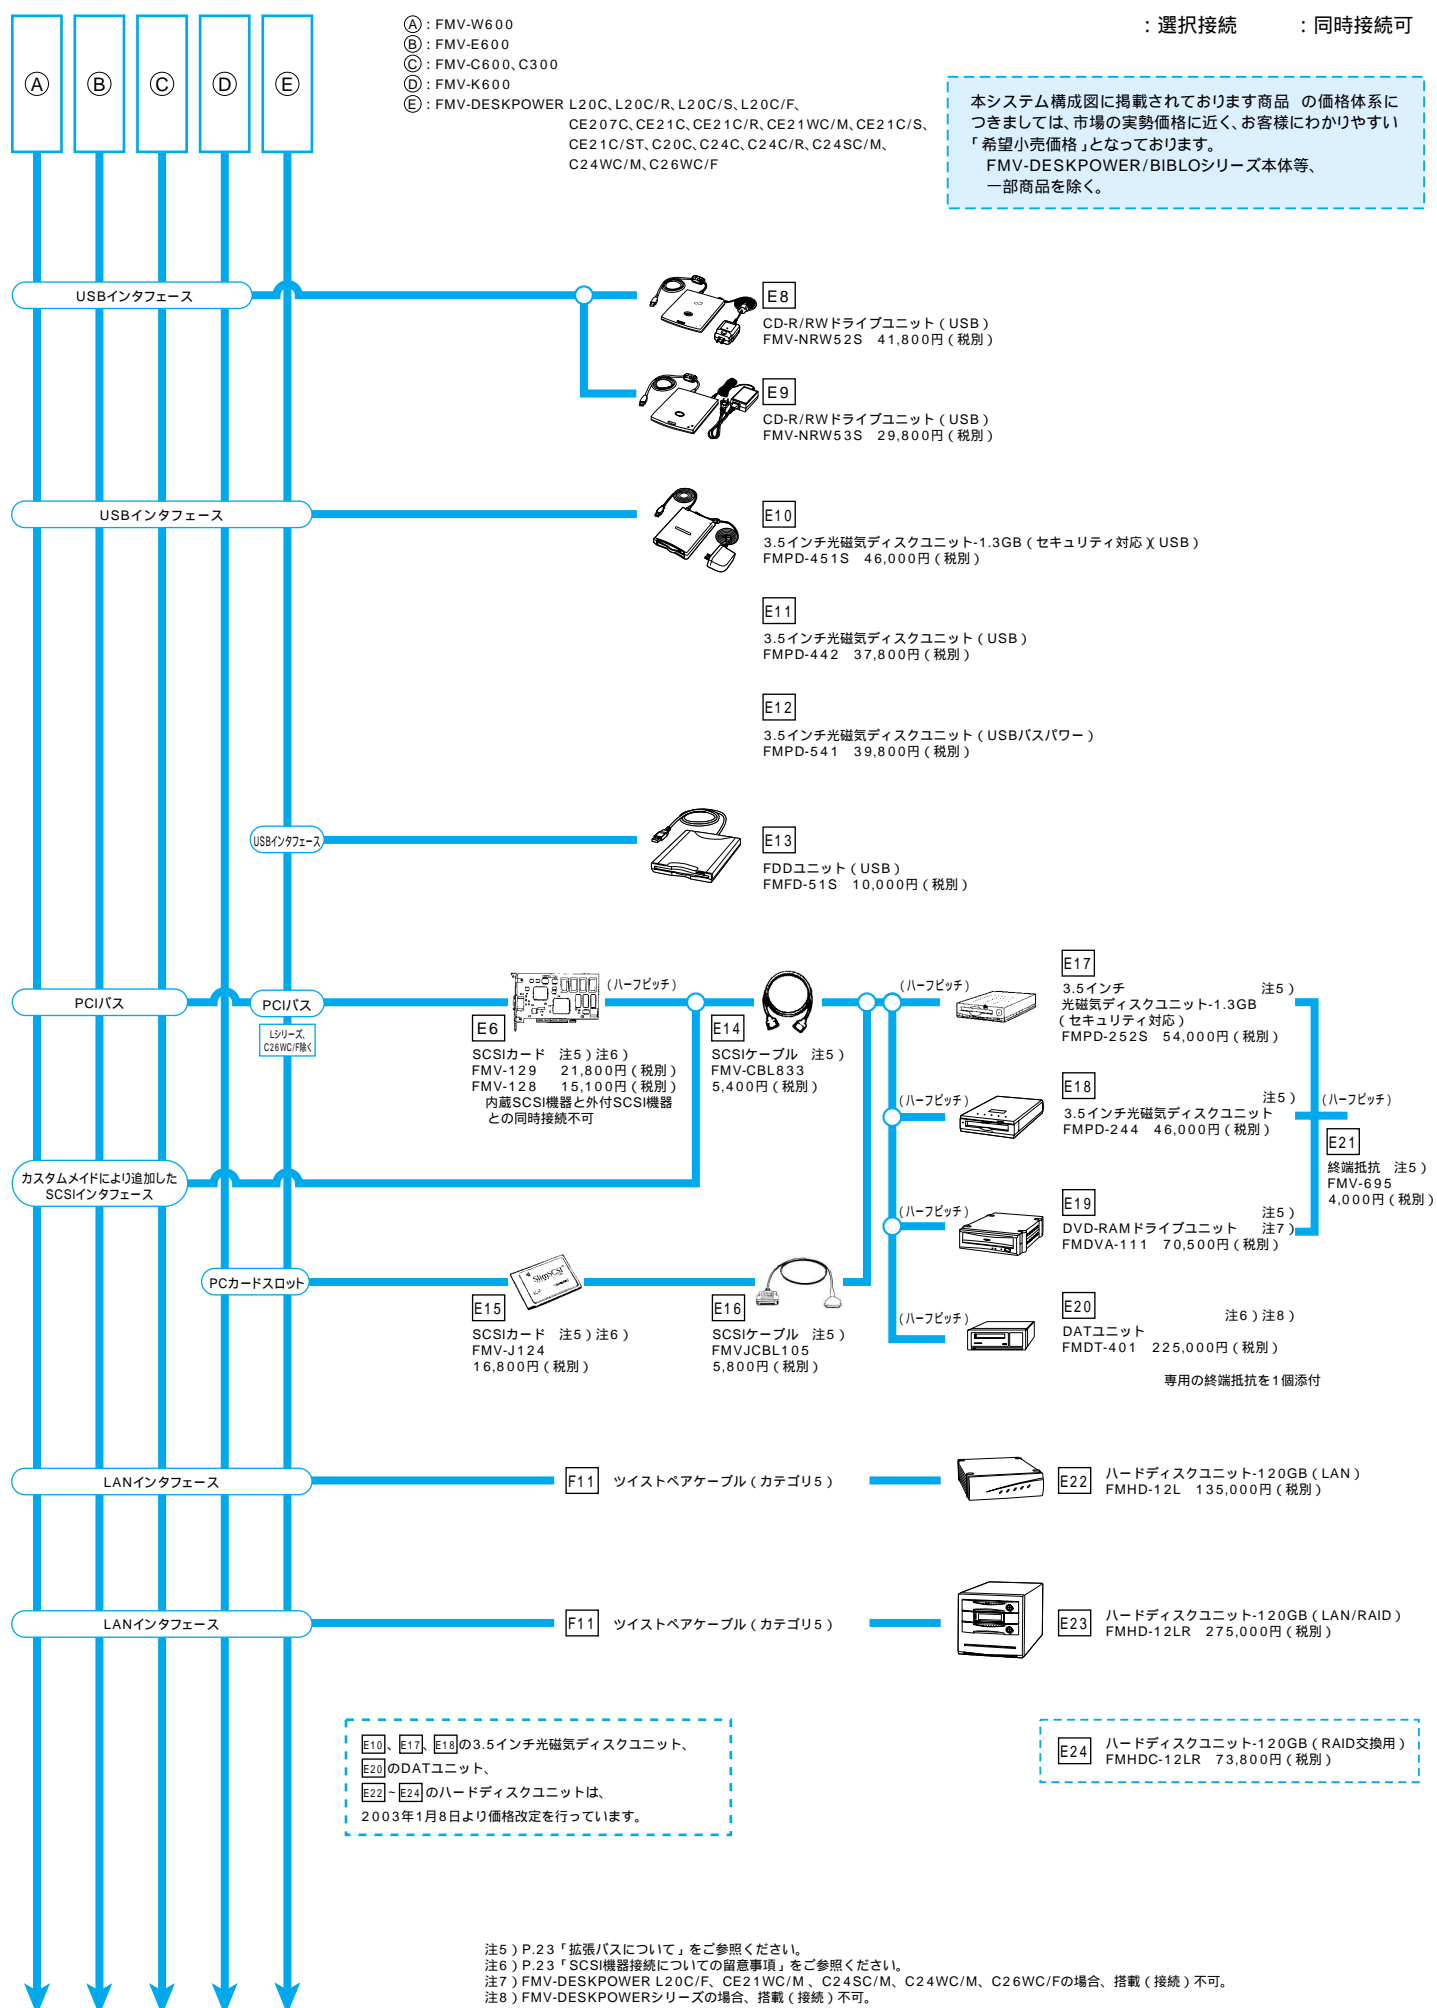 A
B
C
D
E
A：FMV-W600
B：FMV-E600
C：FMV-C600、C300
D：FMV-K600
E：FMV-DESKPOWER L20C、L20C/R、L20C/S、L20C/F、
CE207C、CE21C、CE21C/R、CE21WC/M、CE21C/S、
CE21C/ST、C20C、C24C、C24C/R、C24SC/M、
C24WC/M、C26WC/F
：選択接続　　：同時接続可
本システム構成図に掲載されております商品　の価格体系に
つきましては、市場の実勢価格に近く、お客様にわかりやすい
「希望小売価格」となっております。
FMV-DESKPOWER/BIBLOシリーズ本体等、
一部商品を除く。
USBインタフェース
E8
CD-R/RWドライブユニット（USB）
FMV-NRW52S　41,800円（税別）
E9
CD-R/RWドライブユニット（USB）
FMV-NRW53S　29,800円（税別）
USBインタフェース
E10
3.5インチ光磁気ディスクユニット-1.3GB（セキュリティ対応）（USB）
FMPD-451S　46,000円（税別）
E11
3.5インチ光磁気ディスクユニット（USB）
FMPD-442　37,800円（税別）
E12
3.5インチ光磁気ディスクユニット（USBバスパワー）
FMPD-541　39,800円（税別）
USBインタフェース
E13
FDDユニット（USB）
FMFD-51S　10,000円（税別）
PCIバス
PCIバス
Lシリーズ、
C26WC/F除く
（ハーフピッチ）
E6
SCSIカード　注5）注6）
FMV-129　21,800円（税別）
FMV-128　15,100円（税別）
内蔵SCSI機器と外付SCSI機器
との同時接続不可
E14
SCSIケーブル　注5）
FMV-CBL833
5,400円（税別）
（ハーフピッチ）
E17
3.5インチ　注5）
光磁気ディスクユニット-1.3GB
（セキュリティ対応）
FMPD-252S　54,000円（税別）
（ハーフピッチ）
E18
注5）
3.5インチ光磁気ディスクユニット
FMPD-244　46,000円（税別）
（ハーフピッチ）
E21
終端抵抗　注5）
FMV-695
4,000円（税別）
カスタムメイドにより追加した
SCSIインタフェース
（ハーフピッチ）
E19
注5）
DVD-RAMドライブユニット　注7）
FMDVA-111　70,500円（税別）
PCカードスロット
SlimSCSI
E15
SCSIカード　注5）注6）
FMV-J124
16,800円（税別）
E16
SCSIケーブル　注5）
FMVJCBL105
5,800円（税別）
（ハーフピッチ）
E20
注6）注8）
DATユニット
FMDT-401　225,000円（税別）
専用の終端抵抗を1個添付
LANインタフェース
F11　ツイストペアケーブル（カテゴリ5）
E22
ハードディスクユニット-120GB（LAN）
FMHD-12L　135,000円（税別）
LANインタフェース
F11　ツイストペアケーブル（カテゴリ5）
E23
ハードディスクユニット-120GB（LAN/RAID）
FMHD-12LR　275,000円（税別）
E10、E17、E18の3.5インチ光磁気ディスクユニット、
E20のDATユニット、
E22~E24のハードディスクユニットは、
2003年1月8日より価格改定を行っています。
E24
ハードディスクユニット-120GB（RAID交換用）
FMHDC-12LR　73,800円（税別）
注5）P.23「拡張バスについて」をご参照ください。
注6）P.23「SCSI機器接続についての留意事項」をご参照ください。
注7）FMV-DESKPOWER L20C/F、CE21WC/M、C24SC/M、C24WC/M、C26WC/Fの場合、搭載（接続）不可。
注8）FMV-DESKPOWERシリーズの場合、搭載（接続）不可。